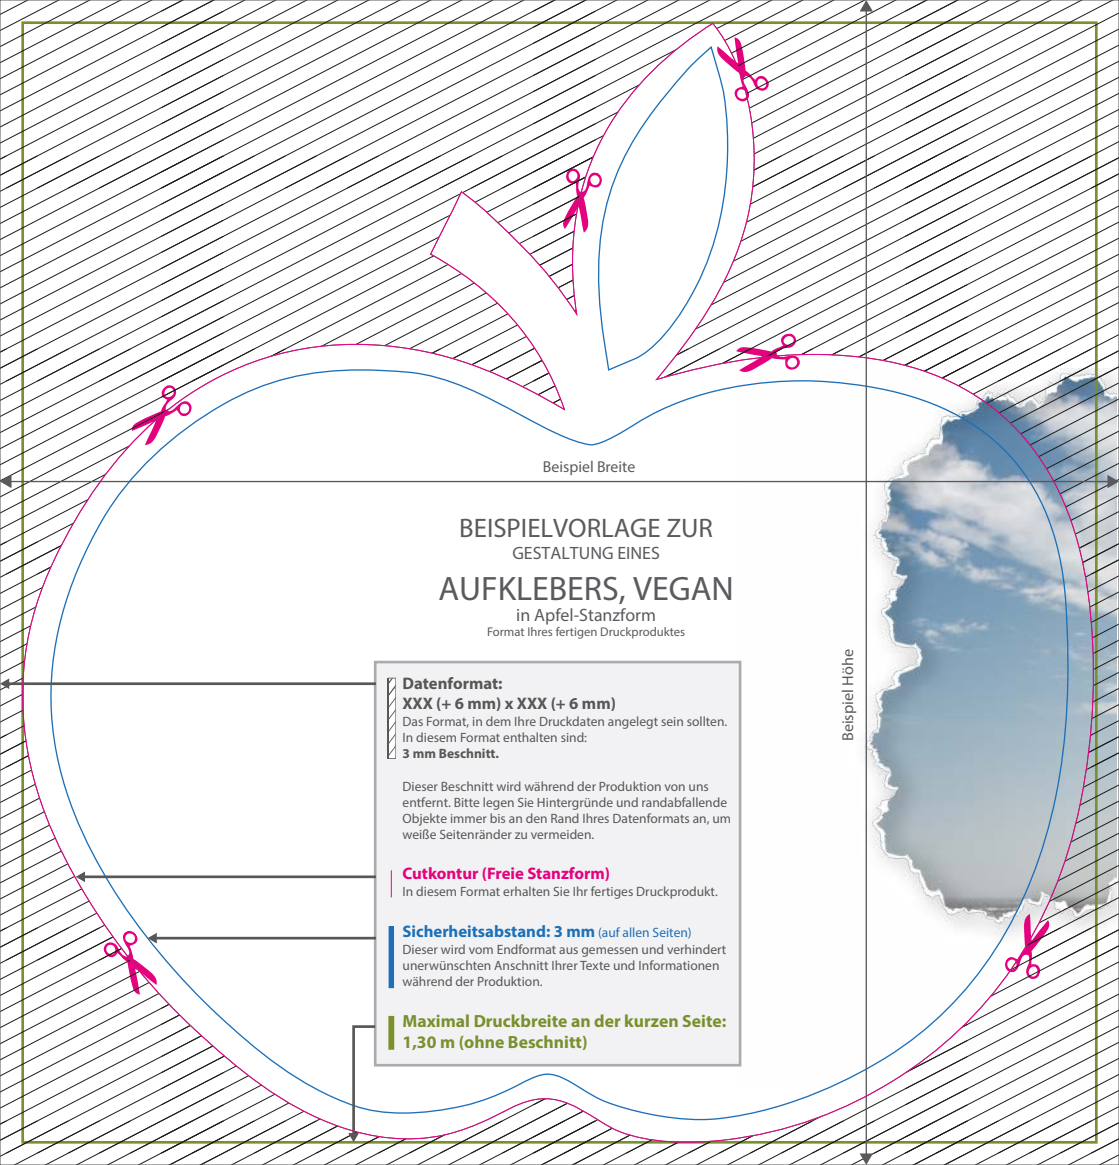 Beispiel Breite
BEISPIELVORLAGE ZUR
GESTALTUNG EINES
AUFKLEBERS, VEGAN
in Apfel-Stanzform
Format Ihres fertigen Druckproduktes
Beispiel Höhe
Datenformat:
XXX (+ 6 mm) x XXX (+ 6 mm)
Das Format, in dem Ihre Druckdaten angelegt sein sollten.
In diesem Format enthalten sind:
3 mm Beschnitt.
Dieser Beschnitt wird während der Produktion von uns
entfernt. Bitte legen Sie Hintergründe und randabfallende
Objekte immer bis an den Rand Ihres Datenformats an, um
weiße Seitenränder zu vermeiden.
Cutkontur (Freie Stanzform)
In diesem Format erhalten Sie Ihr fertiges Druckprodukt.
Sicherheitsabstand: 3 mm (auf allen Seiten)
Dieser wird vom Endformat aus gemessen und verhindert
unerwünschten Anschnitt Ihrer Texte und Informationen
während der Produktion.
Maximal Druckbreite an der kurzen Seite:
1,30 m (ohne Beschnitt)